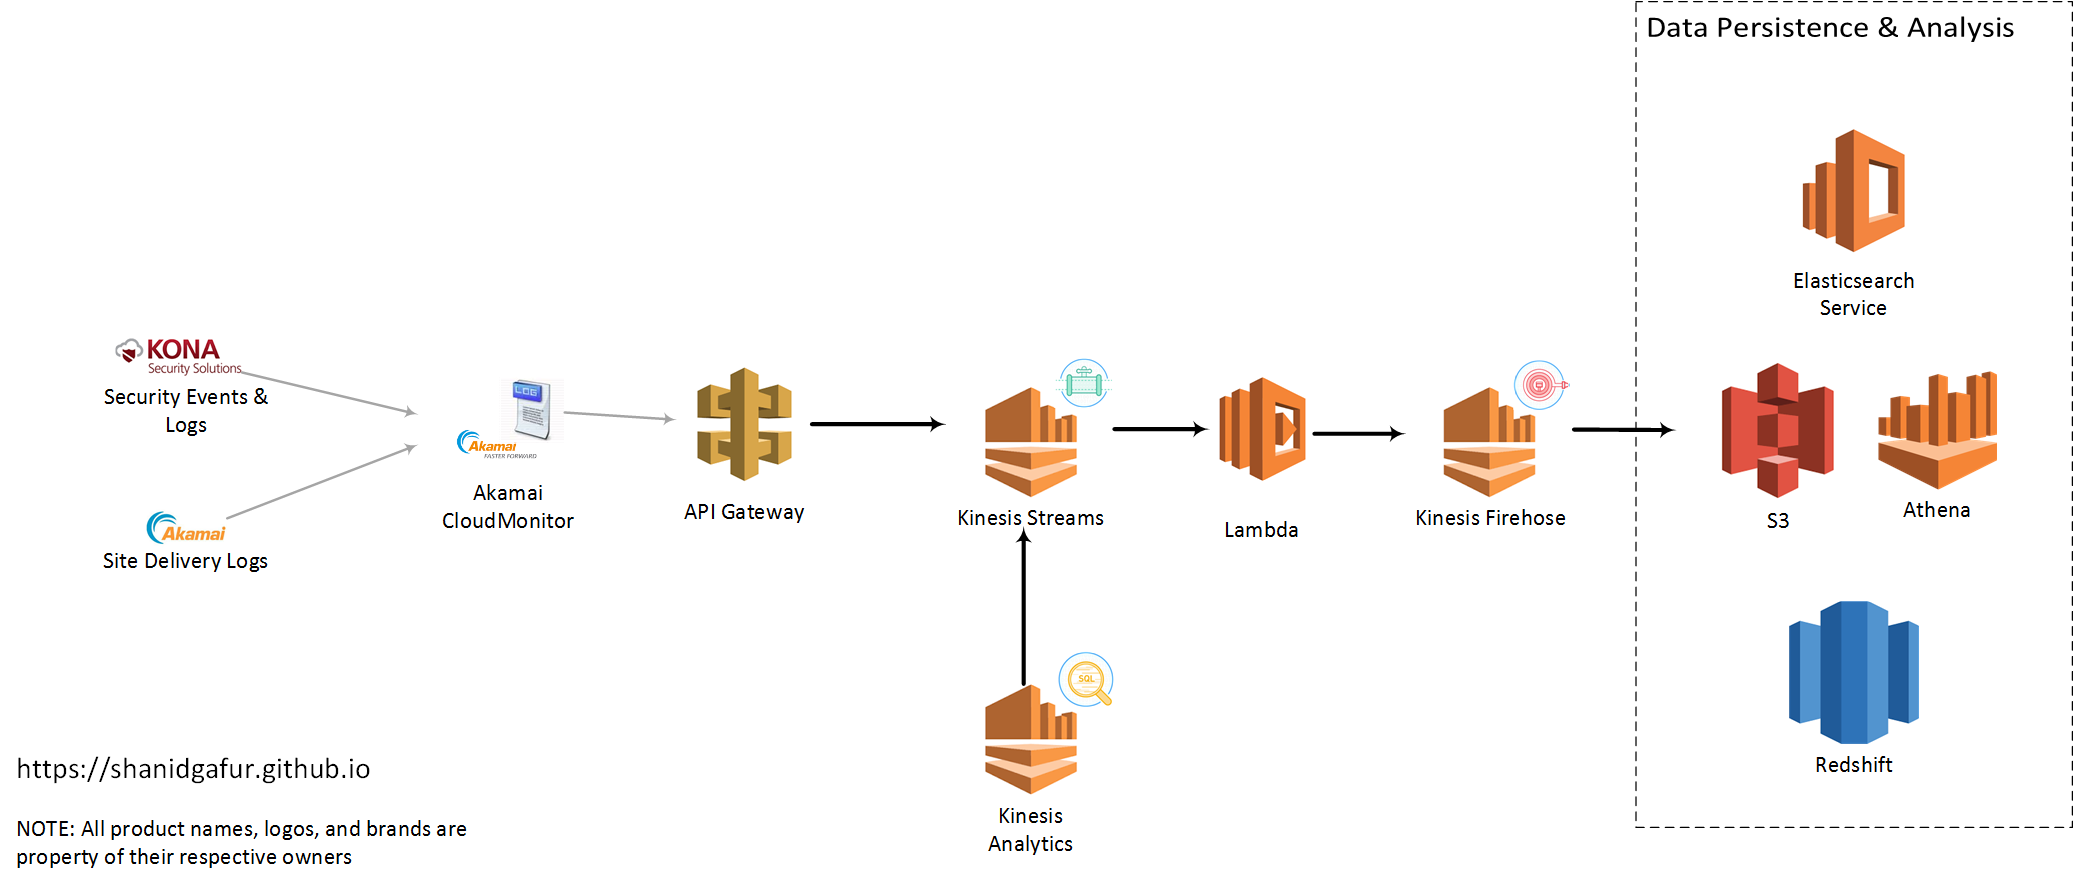 Data Persistence & Analysis
Elasticsearch
Service
KONA
Security Solutions
Security Events &
Logs
LOG
Akamai
FASTER FORWARD
Akamai
CloudMonitor
API Gateway
Kinesis Streams
Lambda
Kinesis Firehose
S3
Athena
Akamai
Site Delivery Logs
SQL
Kinesis
Analytics
Redshift
https://shanidgafur.github.io
NOTE: All product names, logos, and brands are
property of their respective owners